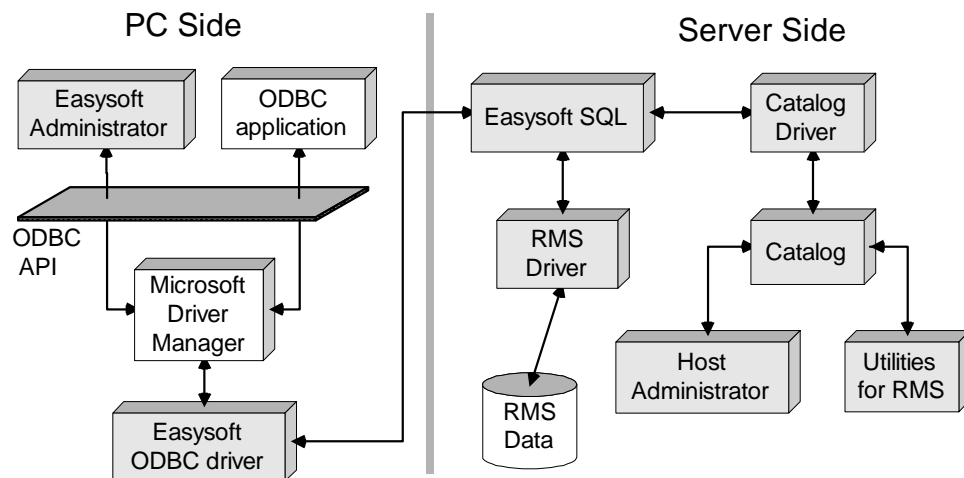 PC Side
Server Side
Easysoft
Administrator
ODBC
application
Easysoft SQL
Catalog
Driver
ODBC
API
RMS
Driver
Catalog
Microsoft
Driver
Manager
Host
Administrator
Utilities
for RMS
RMS
Data
Easysoft
ODBC driver